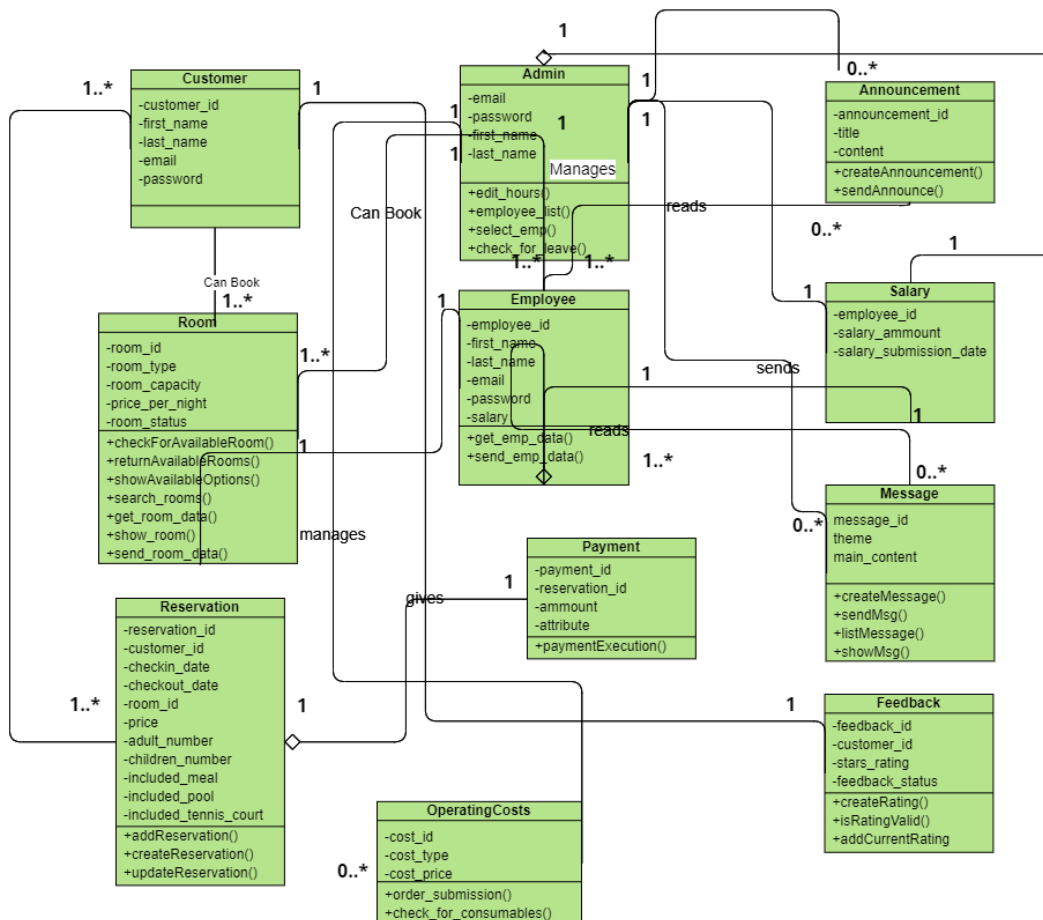 1
Customer
-customer_id
-first_name
-last_name
-email
-password
1..*
1
Admin
-email
-password
-first_name
-last_name
+edit_hours()
+employee_list()
+select_emp()
+check_for_leave()
1
1
1
Manages
1
1
0..*
Announcement
-announcement_id
-title
-content
+createAnnouncement()
+sendAnnounce()
Can Book
reads
0..*
1..*
1..*
Can Book
1..*
Room
-room_id
-room_type
-room_capacity
-price_per_night
-room_status
+checkForAvailableRoom()
+returnAvailableRooms()
+showAvailableOptions()
+search_rooms()
+get_room_data()
+show_room()
+send_room_data()
1..*
1
1
Employee
-employee_id
-first_name
-last_name
-email
-password
-salary
+get_emp_data()
+send_emp_data()
1
1
Salary
-employee_id
-salary_ammount
-salary_submission_date
sends
1
1
reads
1..*
0..*
0..*
Message
message_id
theme
main_content
+createMessage()
+sendMsg()
+listMessage()
+showMsg()
manages
Payment
-payment_id
-reservation_id
-ammount
-attribute
+paymentExecution()
1
gives
Reservation
-reservation_id
-customer_id
-checkin_date
-checkout_date
-room_id
-price
-adult_number
-children_number
-included_meal
-included_pool
-included_tennis_court
+addReservation()
+createReservation()
+updateReservation()
1..*
1
1
Feedback
-feedback_id
-customer_id
-stars_rating
-feedback_status
+createRating()
+isRatingValid()
+addCurrentRating
OperatingCosts
-cost_id
-cost_type
-cost_price
+order_submission()
+check_for_consumables()
0..*